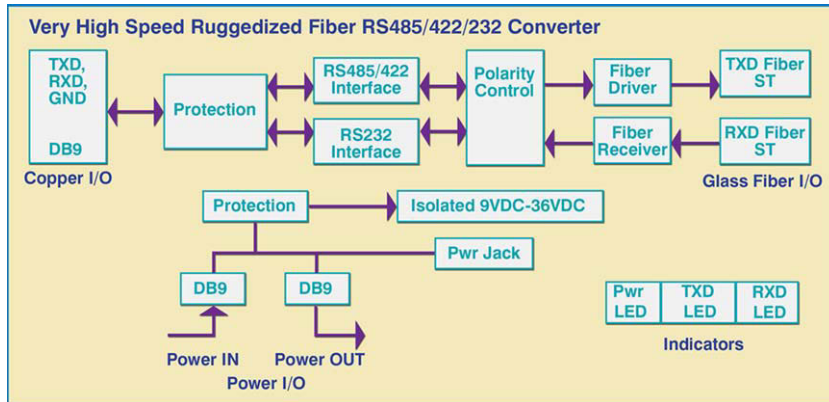 Very High Speed Ruggedized Fiber RS485/422/232 Converter
TXD,
RXD,
GND
DB9
Copper I/O
Protection
RS485/422
Interface
RS232
Interface
Polarity
Control
Fiber
Driver
Fiber
Receiver
TXD Fiber
ST
RXD Fiber
ST
Glass Fiber I/O
Protection
Isolated 9VDC-36VDC
Pwr Jack
DB9
DB9
Power IN
Power OUT
Power I/O
Pwr
LED
TXD
LED
RXD
LED
Indicators